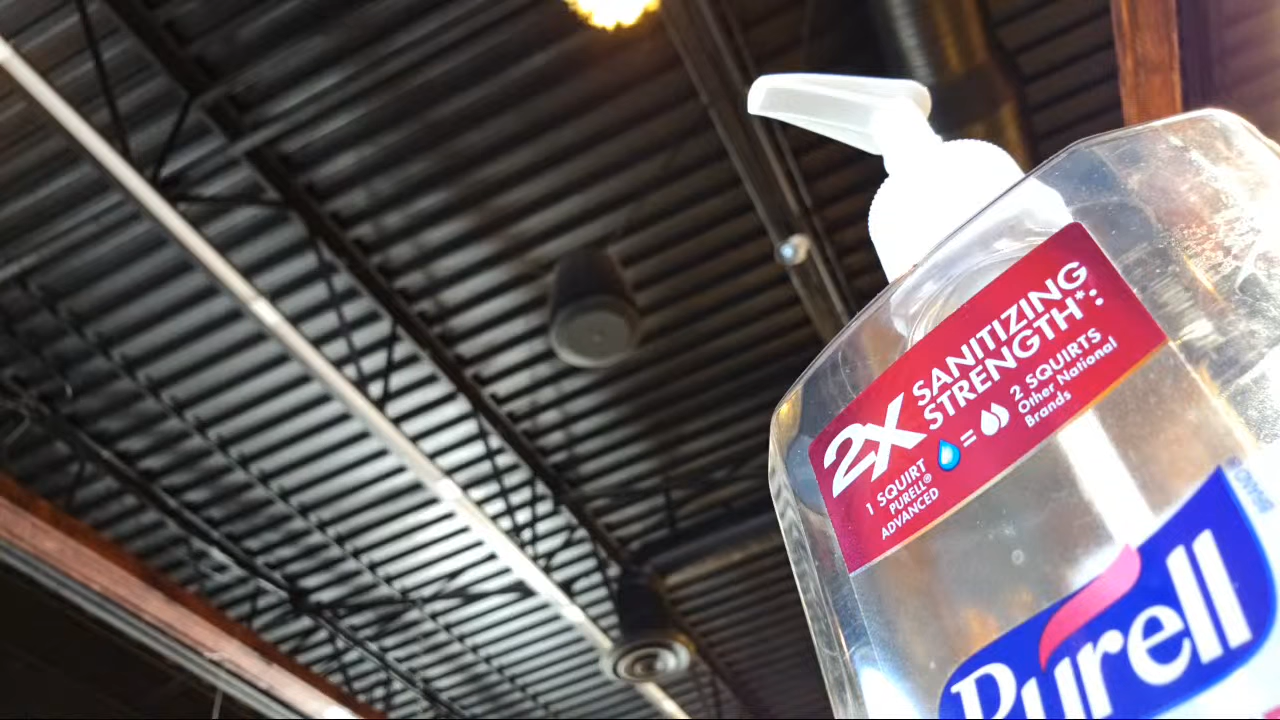 2X SANITIZING
STRENGTH*:
1 SQUIRT
PURELL®
ADVANCED
=
2 SQUIRTS
Other National
Brands
Purell